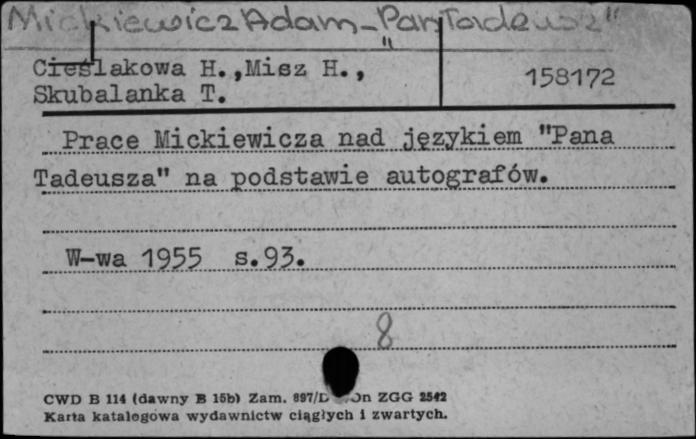 Mickiewicz Adam - "Pan Tadeusz"
Cieślakowa H., Misz H.,
Skubalanka T.
158172
Prace Mickiewicza nad językiem "Pana
Tadeusza" na podstawie autografów.
W-wa 1955 s.93.
8
CWD B 114 (dawny B 15b) Zam. 897/D ZGG 2542
Karta katalogowa wydawnictw ciągłych i zwartych.